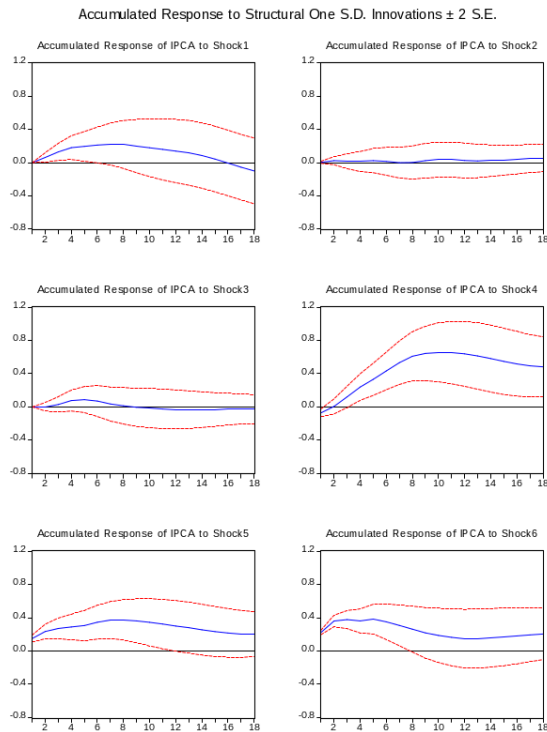 Accumulated Response to Structural One S.D. Innovations ± 2 S.E.
Accumulated Response of IPCA to Shock1
1.2
0.8
0.4
0.0
-0.4
-0.8
2 4 6 8 10 12 14 16 18
Accumulated Response of IPCA to Shock2
1.2
0.8
0.4
0.0
-0.4
-0.8
2 4 6 8 10 12 14 16 18
Accumulated Response of IPCA to Shock3
1.2
0.8
0.4
0.0
-0.4
-0.8
2 4 6 8 10 12 14 16 18
Accumulated Response of IPCA to Shock4
1.2
0.8
0.4
0.0
-0.4
-0.8
2 4 6 8 10 12 14 16 18
Accumulated Response of IPCA to Shock5
1.2
0.8
0.4
0.0
-0.4
-0.8
2 4 6 8 10 12 14 16 18
Accumulated Response of IPCA to Shock6
1.2
0.8
0.4
0.0
-0.4
-0.8
2 4 6 8 10 12 14 16 18